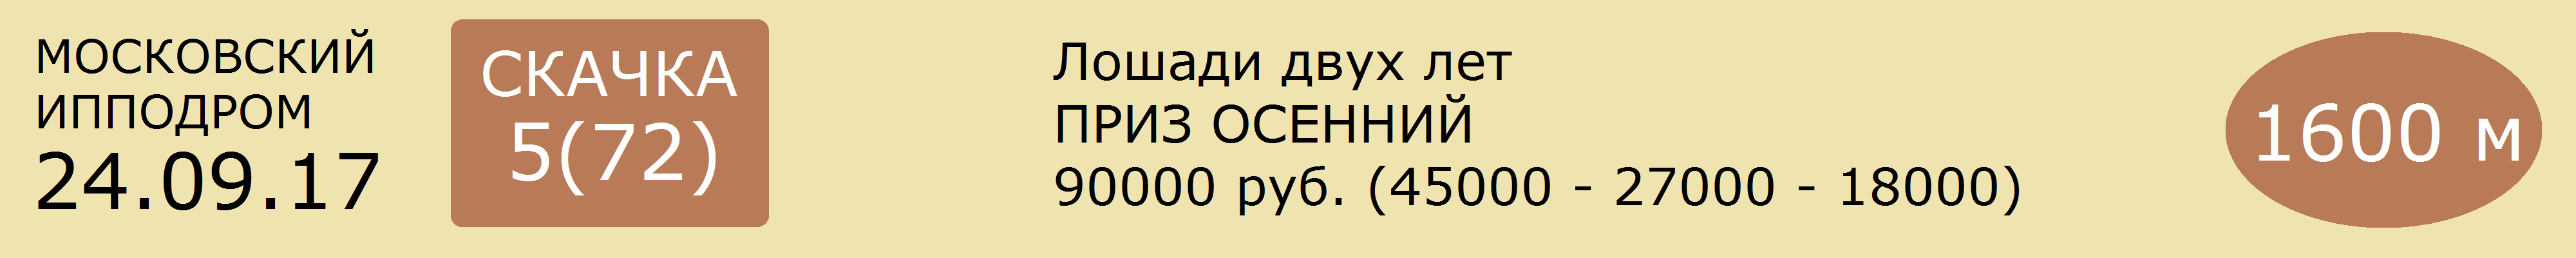 МОСКОВСКИЙ
ИППОДРОМ
24.09.17
СКАЧКА
5(72)
Лошади двух лет
ПРИЗ ОСЕННИЙ
90000 руб. (45000 - 27000 - 18000)
1600 м